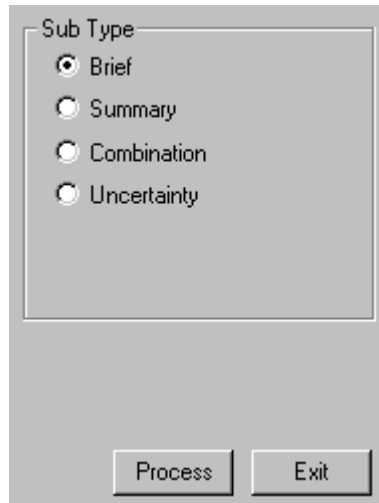 Sub Type
Brief
Summary
Combination
Uncertainty
Process Exit